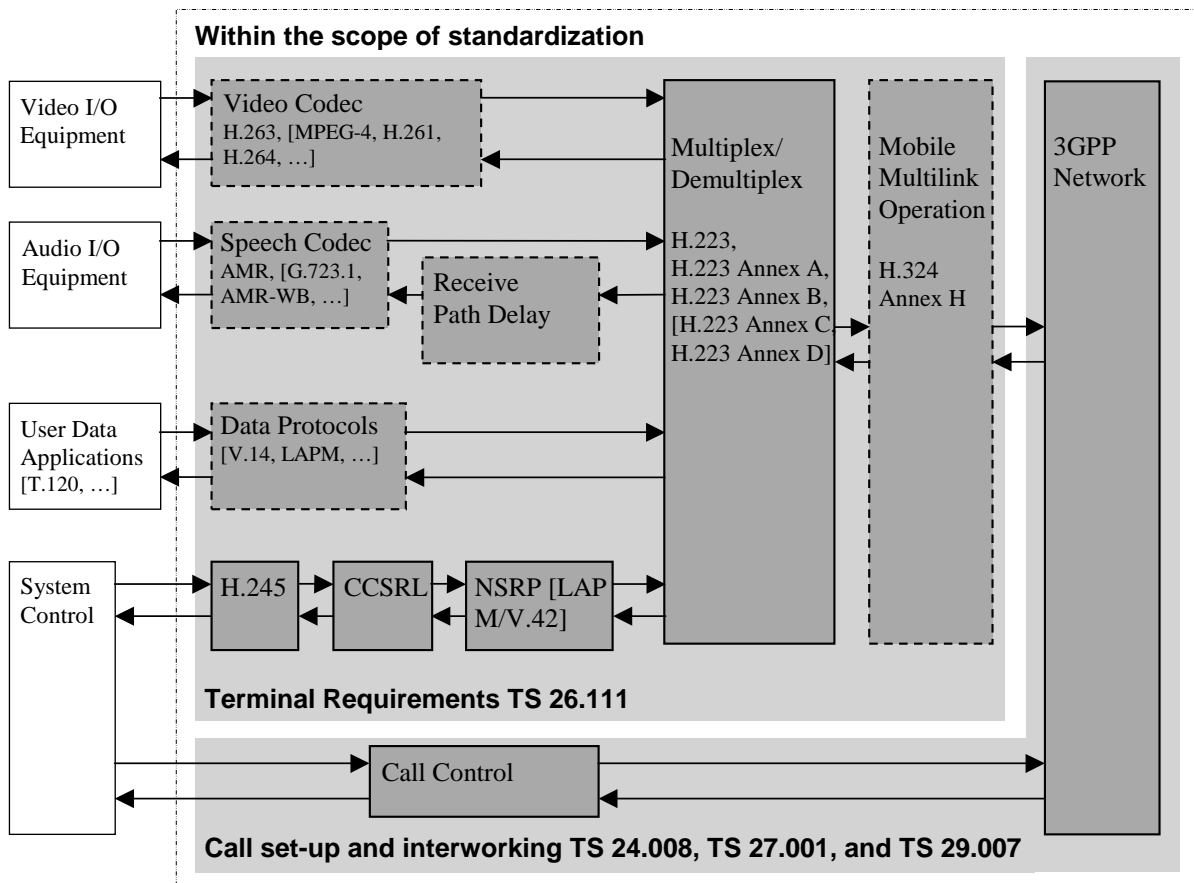 Within the scope of standardization
Video I/O
Equipment
Video Codec
H.263, [MPEG-4, H.261,
H.264, …]
Multiplex/
Demultiplex
H.223,
H.223 Annex A,
H.223 Annex B,
[H.223 Annex C,
H.223 Annex D]
Mobile
Multilink
Operation
H.324
Annex H
3GPP
Network
Audio I/O
Equipment
Speech Codec
AMR, [G.723.1,
AMR-WB, …]
Receive
Path Delay
User Data
Applications
[T.120, …]
Data Protocols
[V.14, LAPM, …]
System
Control
H.245
CCSRL
NSRP [LAP
M/V.42]
Terminal Requirements TS 26.111
Call Control
Call set-up and interworking TS 24.008, TS 27.001, and TS 29.007